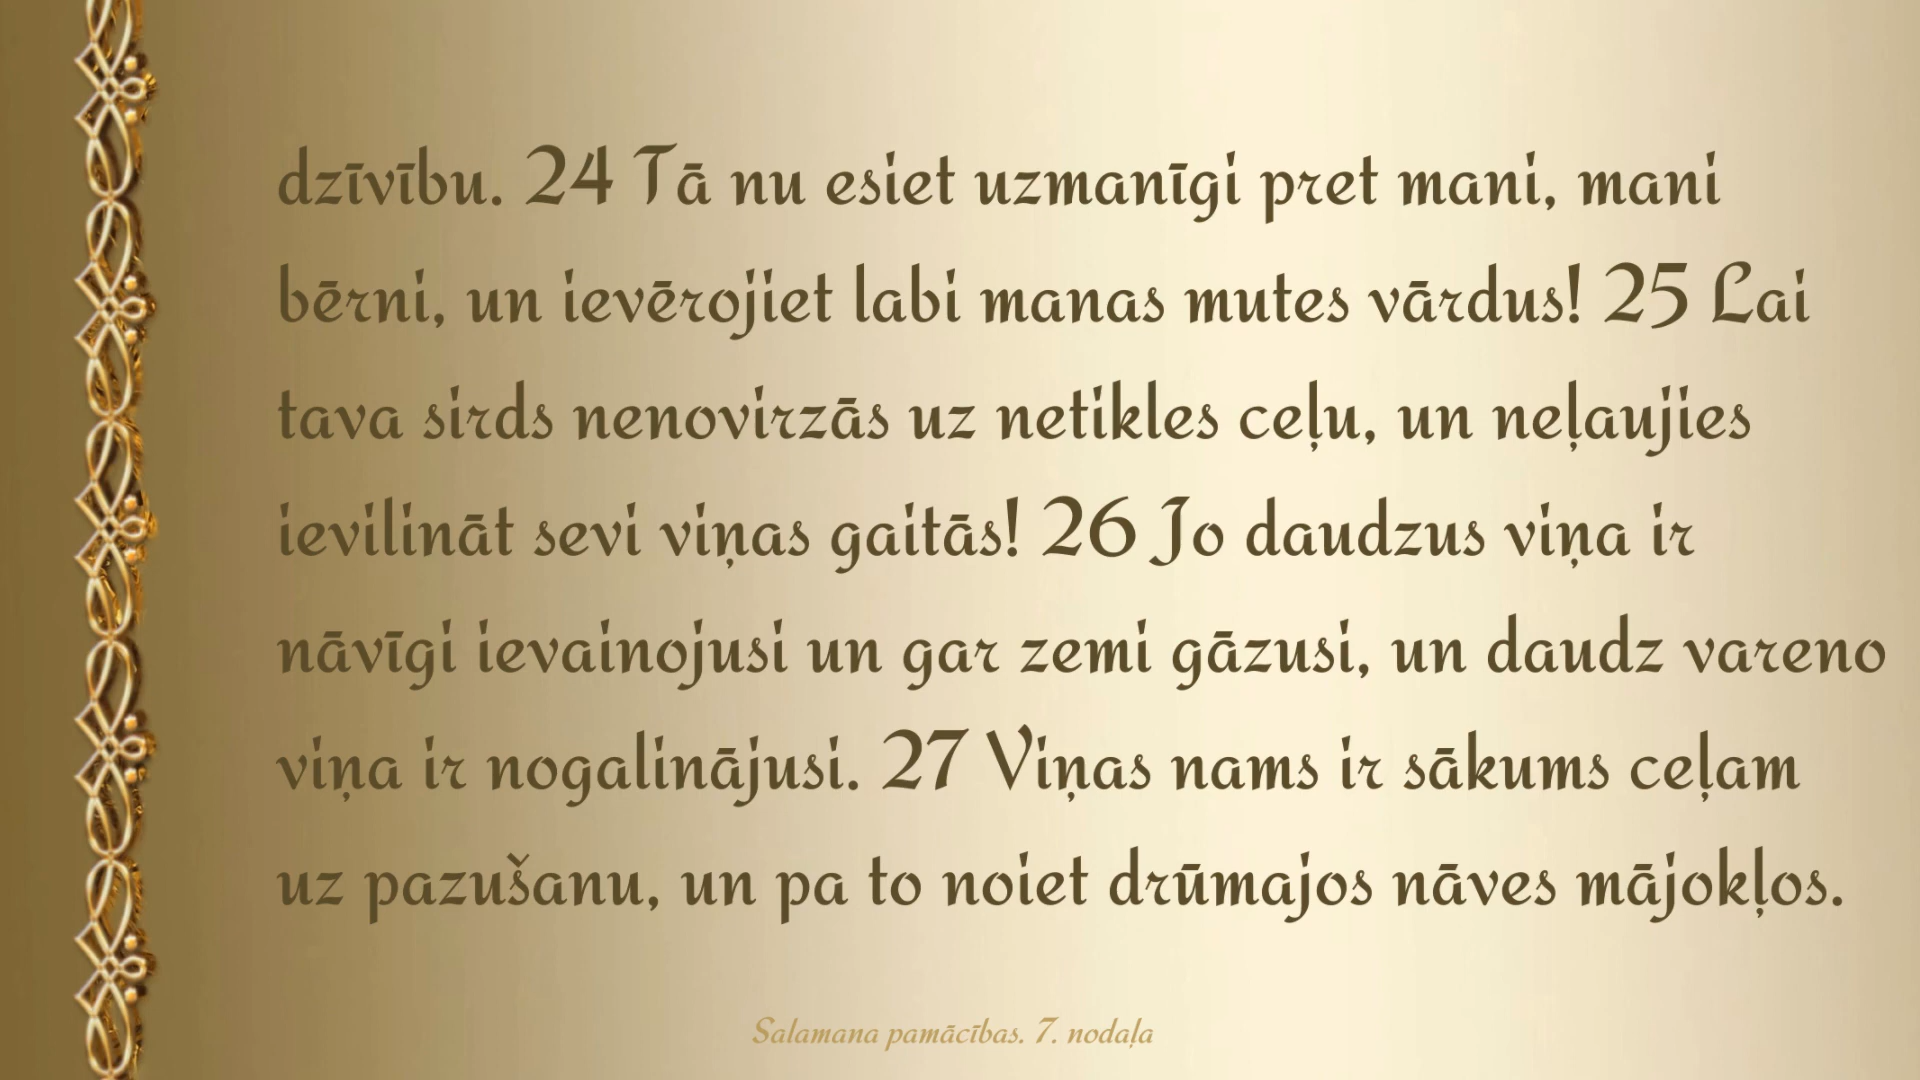 dzīvību. 24 Tā nu esiet uzmanīgi pret mani, mani
bērni, un ievērojiet labi manas mutes vārdus! 25 Lai
tava sirds nenovirzās uz netikles ceļu, un neļaujies
ievilināt sevi viņas gaitās! 26 Jo daudzus viņa ir
nāvīgi ievainojusi un gar zemi gāzusi, un daudz vareno
viņa ir nogalinājusi. 27 Viņas nams ir sākums ceļam
uz pazušanu, un pa to noiet drūmajos nāves mājokļos.
Salamana pamācības. 7. nodaļa